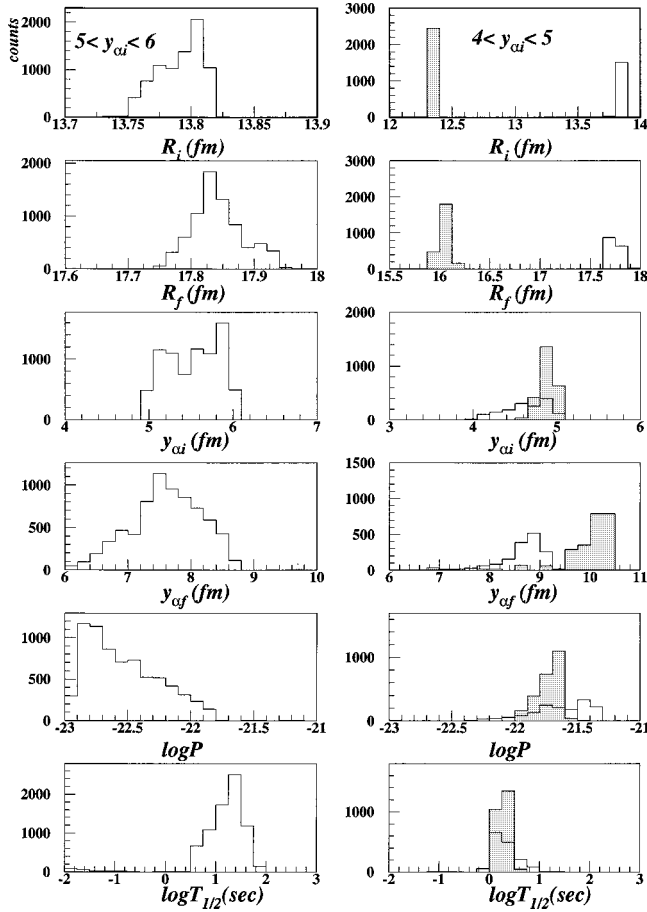 counts
2000
1000
0
5< yαi< 6
13.7 13.75 13.8 13.85 13.9
Ri (fm)
3000
2000
1000
0
4< yαi< 5
12 12.5 13 13.5 14
Ri (fm)
2000
1000
0
17.6 17.7 17.8 17.9 18
Rf (fm)
3000
2000
1000
0
15.5 16 16.5 17 17.5 18
Rf (fm)
1000
0
4 5 6 7
yαi (fm)
2000
1000
0
3 4 5 6
yαi (fm)
1000
500
0
6 7 8 9 10
yαf (fm)
1500
1000
500
0
6 7 8 9 10 11
yαf (fm)
1000
500
0
-23 -22.5 -22 -21.5 -21
logP
1000
0
-23 -22.5 -22 -21.5 -21
logP
2000
1000
0
-2 -1 0 1 2 3
logT1/2(sec)
2000
1000
0
-2 -1 0 1 2 3
logT1/2(sec)